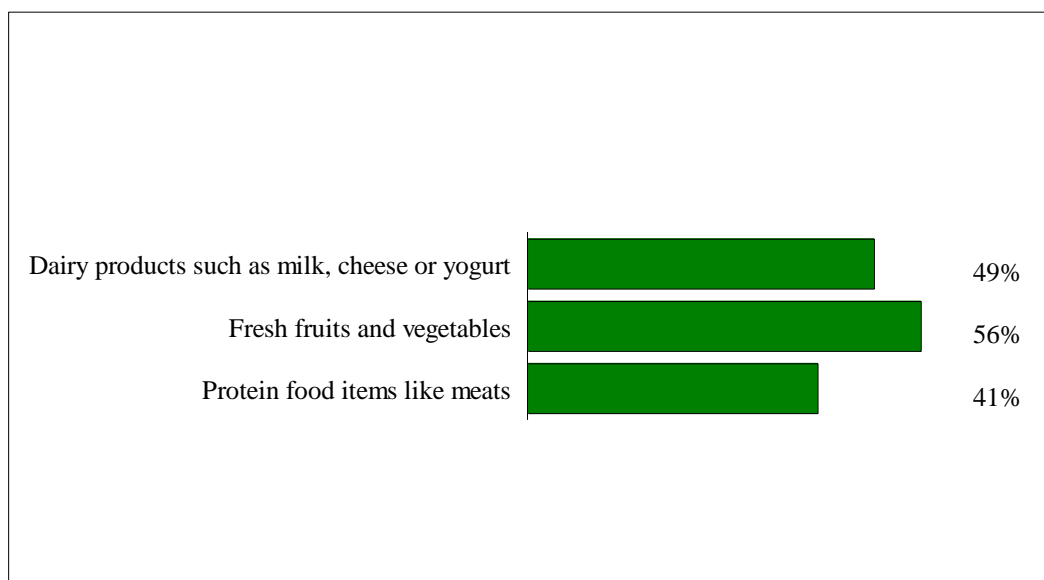 Dairy products such as milk, cheese or yogurt 49%
Fresh fruits and vegetables 56%
Protein food items like meats 41%